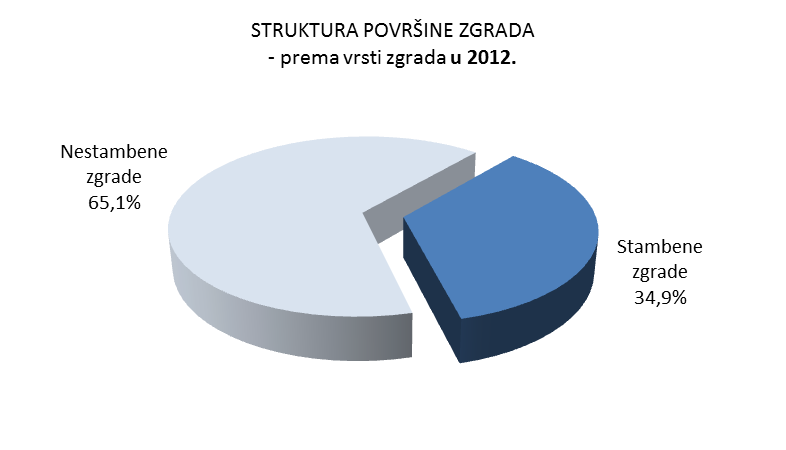 STRUKTURA POVRŠINE ZGRADA
- prema vrsti zgrada u 2012.
Nestambene
zgrade
65,1%
Stambene
zgrade
34,9%